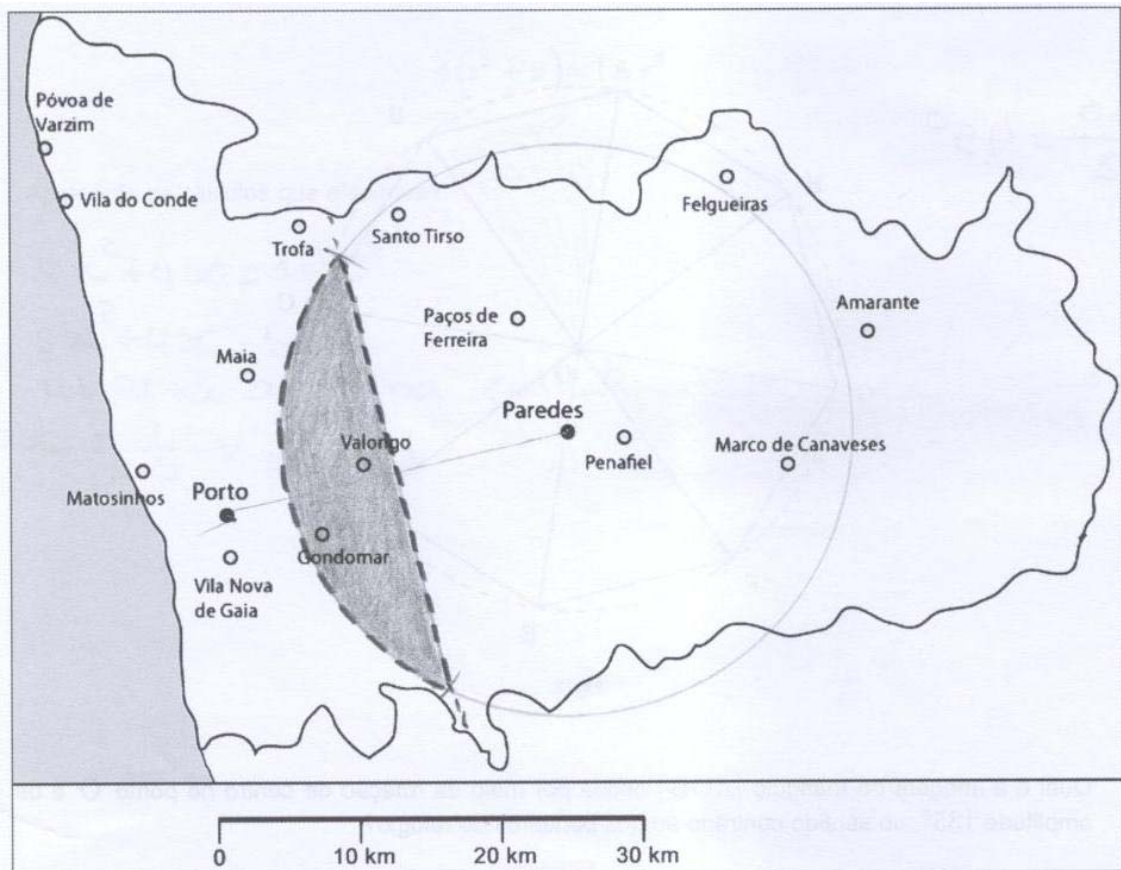 Póvoa de
Varzim
Vila do Conde
Trofa
Santo Tirso
Felgueiras
Paços de
Ferreira
Amarante
Maia
Paredes
Valongo
Penafiel
Marco de Canaveses
Matosinhos
Porto
Gondomar
Vila Nova
de Gaia
0
10 km
20 km
30 km